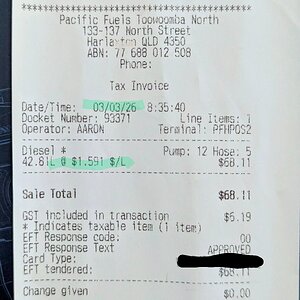 Pacific Fuels Toowoomba North
133-137 North Street
Harlaxton QLD 4350
ABN: 77 688 012 508
Phone:
Tax Invoice
Date/Time: 03/03/26 8:35:40
Docket Number: 93371 Line Items: 1
Operator: AARON Terminal: PFHPOS2
Diesel * Pump: 12 Hose: 5
42.81L @ $1.591 $/L $68.11
Sale Total $68.11
GST included in transaction $6.19
* Indicates taxable item (1 item)
EFT Response code: 00
EFT Response Text APPROVED
Card Type:
EFT tendered: $68.11
Change given $0.00